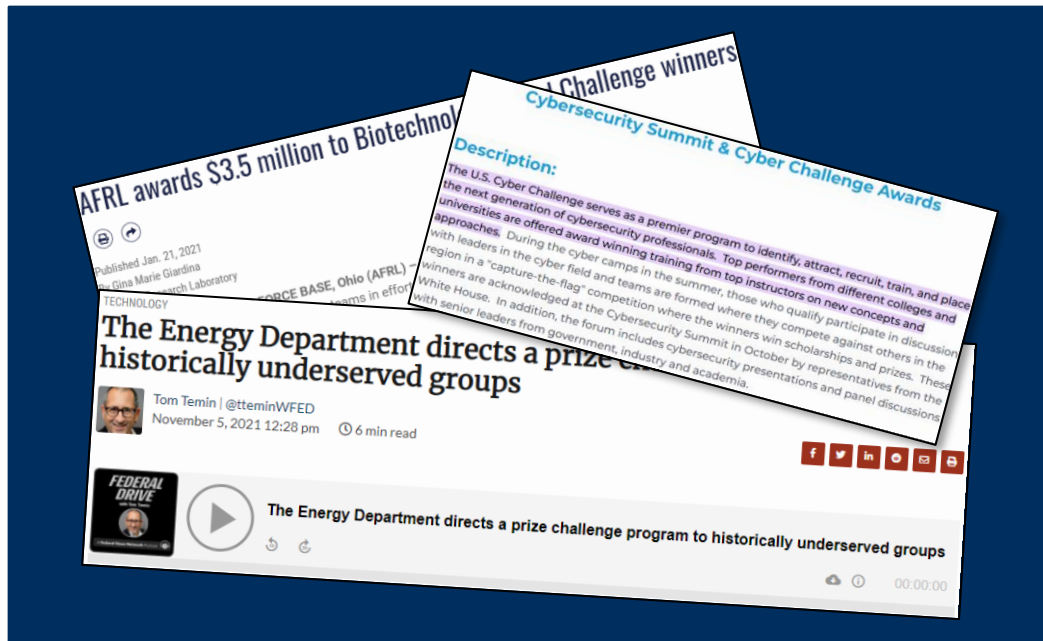 AFRL awards $3.5 million to Biotechnol
Challenge winners
Published Jan. 21, 2021
By Gina Marie Giardina
search Laboratory
FORCE BASE, Ohio (AFRL) –
teams in effor
Cybersecurity Summit & Cyber Challenge Awards
Description:
The U.S. Cyber Challenge serves as a premier program to identify, attract, recruit, train, and place
the next generation of cybersecurity professionals. Top performers from different colleges and
universities are offered award winning training from top instructors on new concepts and
approaches. During the cyber camps in the summer, those who qualify participate in discussion
with leaders in the cyber field and teams are formed where they compete against others in the
region in a "capture-the-flag" competition where the winners win scholarships and prizes. These
winners are acknowledged at the Cybersecurity Summit in October by representatives from the
White House. In addition, the forum includes cybersecurity presentations and panel discussions
with senior leaders from government, industry and academia.
TECHNOLOGY
The Energy Department directs a prize
historically underserved groups
Tom Temin | @tteminWFED
November 5, 2021 12:28 pm 6 min read
FEDERAL
DRIVE
with Tom Temin
The Energy Department directs a prize challenge program to historically underserved groups
00:00:00